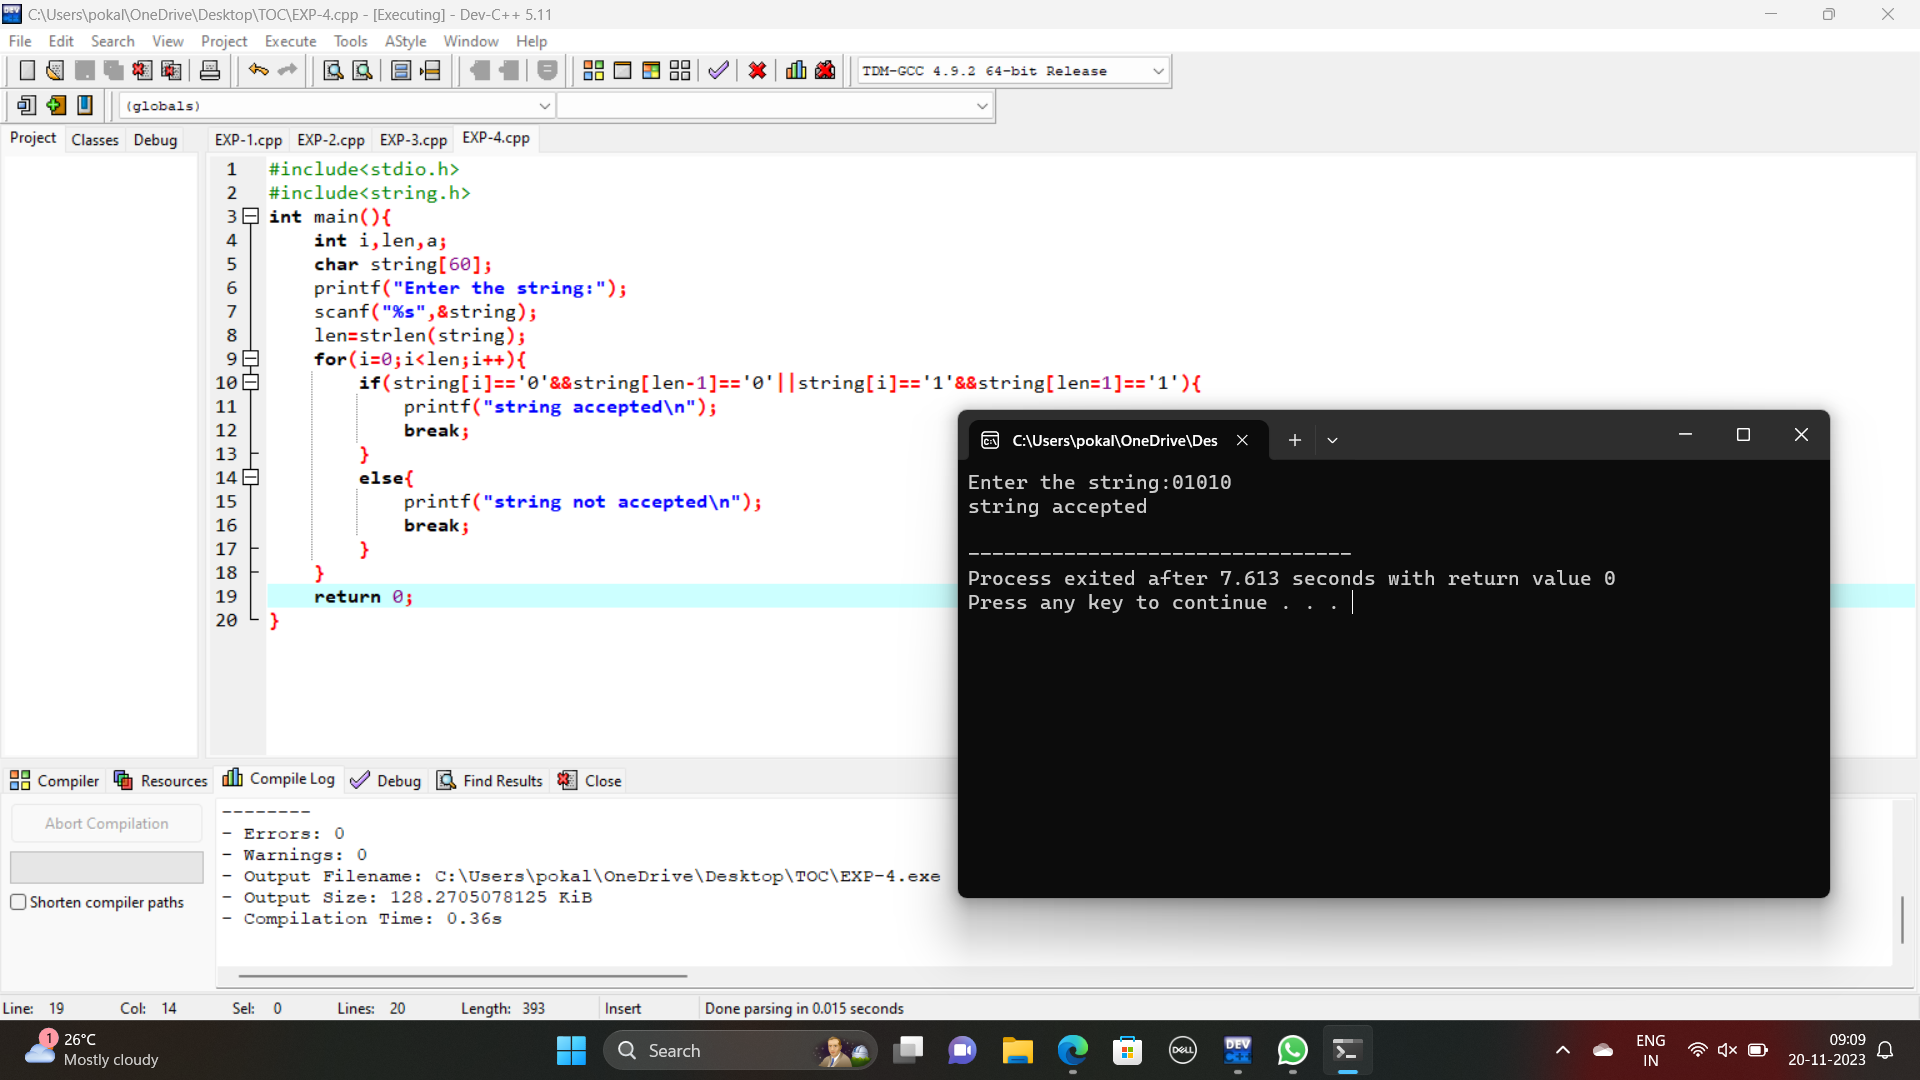 C:\Users\pokal\OneDrive\Desktop\TOC\EXP-4.cpp - [Executing] - Dev-C++ 5.11
File Edit Search View Project Execute Tools AStyle Window Help
TDM-GCC 4.9.2 64-bit Release
(globals)
Project Classes Debug EXP-1.cpp EXP-2.cpp EXP-3.cpp EXP-4.cpp
1 #include<stdio.h>
2 #include<string.h>
3 int main(){
4 int i,len,a;
5 char string[60];
6 printf("Enter the string:");
7 scanf("%s",&string);
8 len=strlen(string);
9 for(i=0;i<len;i++){
10 if(string[i]=='0'&&string[len-1]=='0'||string[i]=='1'&&string[len=1]=='1'){
11 printf("string accepted\n");
12 break;
13 }
14 else{
15 printf("string not accepted\n");
16 break;
17 }
18 }
19 return 0;
20 }
C:\Users\pokal\OneDrive\Des
Enter the string:01010
string accepted
--------------------------------
Process exited after 7.613 seconds with return value 0
Press any key to continue . . .
Compiler Resources Compile Log Debug Find Results Close
Abort Compilation
Shorten compiler paths
--------
- Errors: 0
- Warnings: 0
- Output Filename: C:\Users\pokal\OneDrive\Desktop\TOC\EXP-4.exe
- Output Size: 128.2705078125 KiB
- Compilation Time: 0.36s
Line: 19 Col: 14 Sel: 0 Lines: 20 Length: 393 Insert Done parsing in 0.015 seconds
1 26°C
Mostly cloudy
Search
DELL
DEV
C++
ENG
IN
09:09
20-11-2023